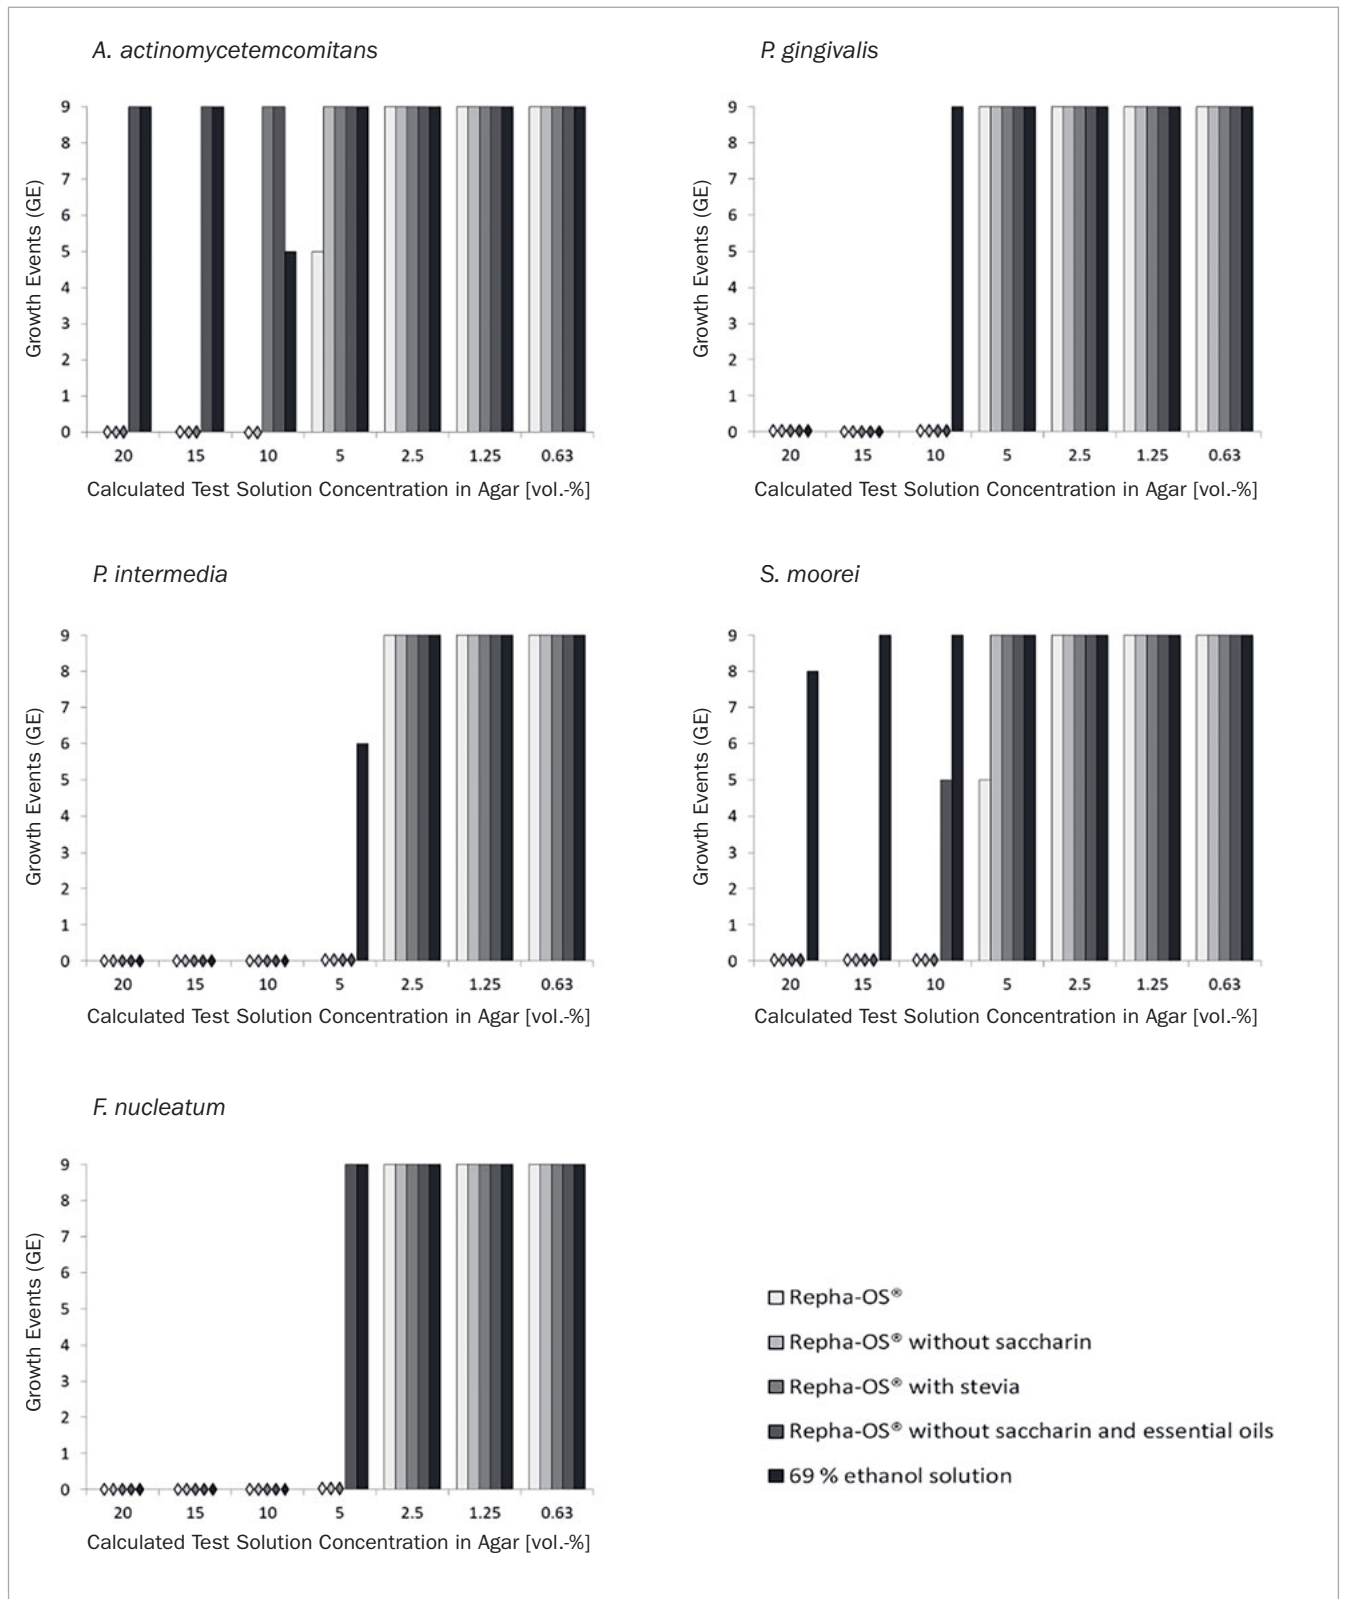 A. actinomycetemcomitans
Growth Events (GE)
9
8
7
6
5
4
3
2
1
0
20 15 10 5 2.5 1.25 0.63
Calculated Test Solution Concentration in Agar [vol.-%]
P. gingivalis
Growth Events (GE)
9
8
7
6
5
4
3
2
1
0
20 15 10 5 2.5 1.25 0.63
Calculated Test Solution Concentration in Agar [vol.-%]
P. intermedia
Growth Events (GE)
9
8
7
6
5
4
3
2
1
0
20 15 10 5 2.5 1.25 0.63
Calculated Test Solution Concentration in Agar [vol.-%]
S. moorei
Growth Events (GE)
9
8
7
6
5
4
3
2
1
0
20 15 10 5 2.5 1.25 0.63
Calculated Test Solution Concentration in Agar [vol.-%]
F. nucleatum
Growth Events (GE)
9
8
7
6
5
4
3
2
1
0
20 15 10 5 2.5 1.25 0.63
Calculated Test Solution Concentration in Agar [vol.-%]
Repha-OS®
Repha-OS® without saccharin
Repha-OS® with stevia
Repha-OS® without saccharin and essential oils
69 % ethanol solution